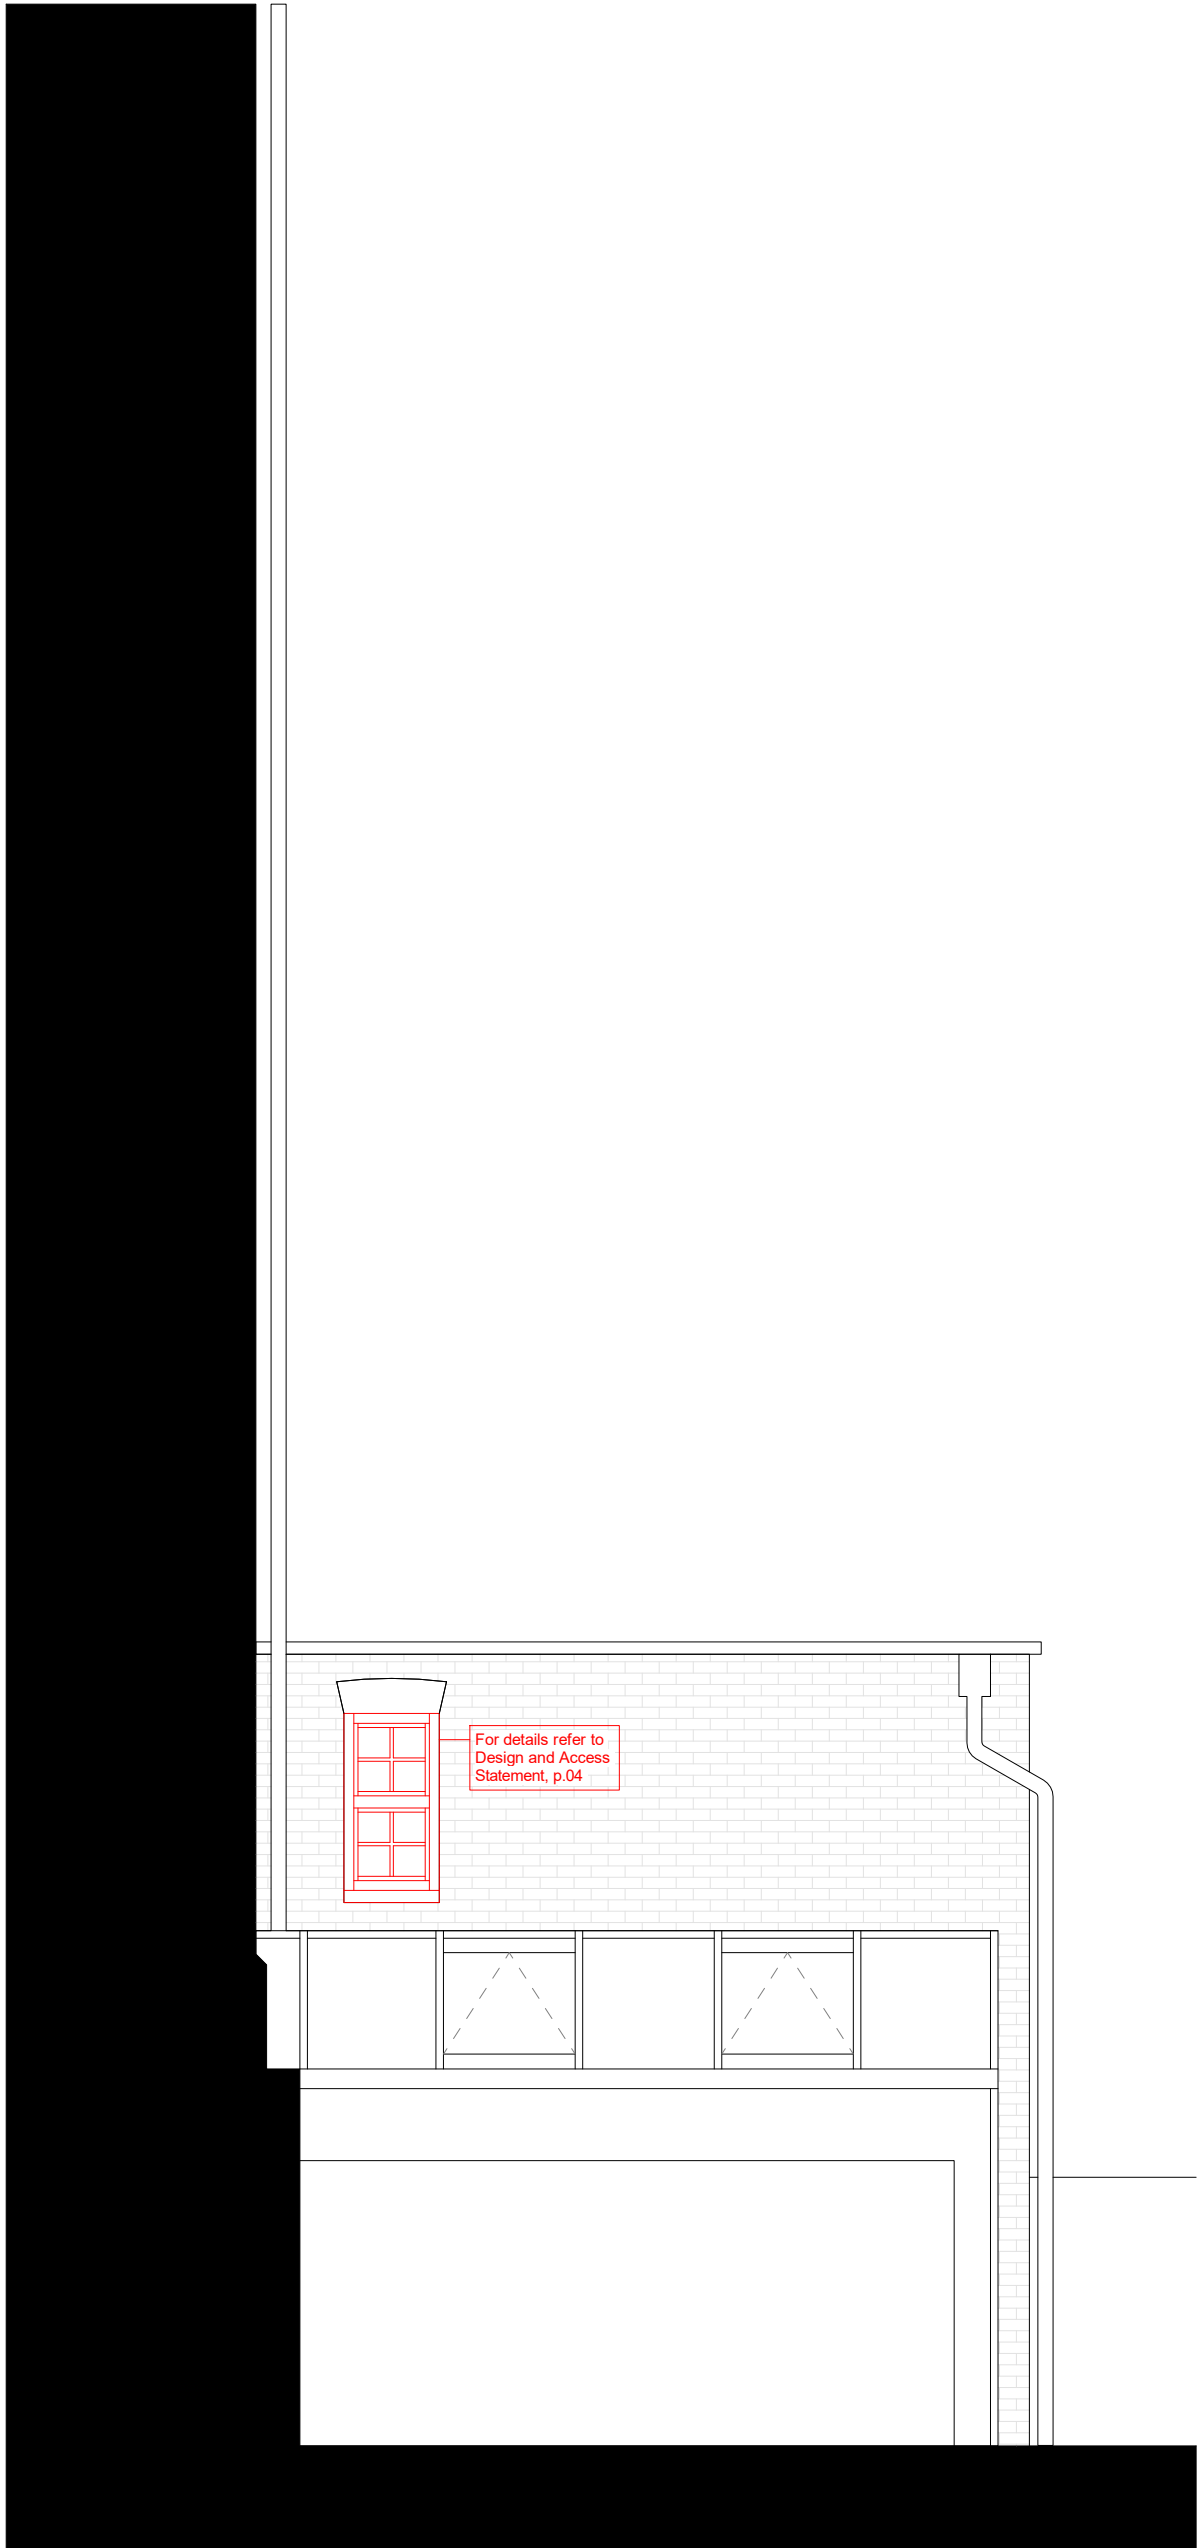 For details refer to
Design and Access
Statement, p.04